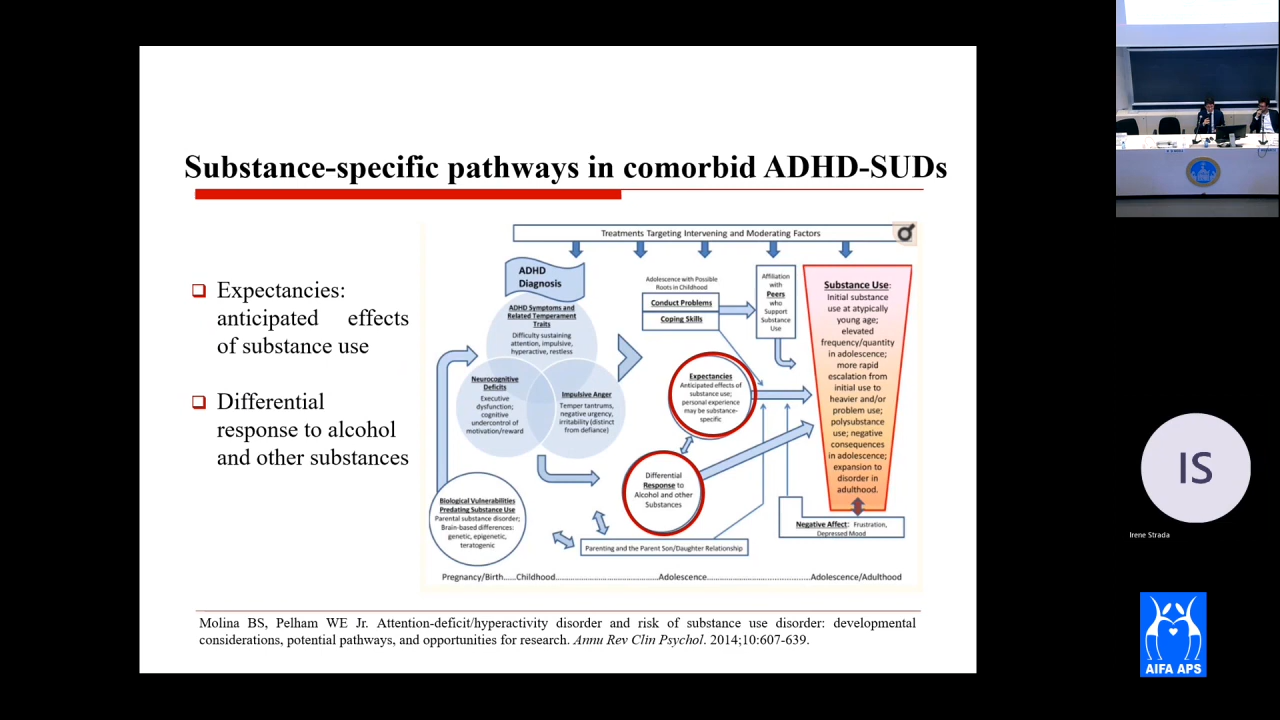 Substance-specific pathways in comorbid ADHD-SUDs
Expectancies:
anticipated effects
of substance use
Differential
response to alcohol
and other substances
Treatments Targeting Intervening and Moderating Factors
ADHD
Diagnosis
ADHD Symptoms and
Related Temperament
Traits
Difficulty sustaining
attention, impulsive,
hyperactive, restless
Neurocognitive
Deficits
Executive
dysfunction;
cognitive
undercontrol of
motivation/reward
Impulsive Anger
Temper tantrums,
negative urgency,
irritability (distinct
from defiance)
Biological Vulnerabilities
Predating Substance Use
Parental substance disorder;
Brain-based differences:
genetic, epigenetic,
teratogenic
Adolescence with Possible
Roots in Childhood
Conduct Problems
Coping Skills
Affiliation
with
Peers
who
Support
Substance
Use
Expectancies
Anticipated effects of
substance use;
personal experience
may be substance-
specific
Differential
Response to
Alcohol and other
Substances
Parenting and the Parent Son/Daughter Relationship
Substance Use:
Initial substance
use at atypically
young age;
elevated
frequency/quantity
in adolescence;
more rapid
escalation from
initial use to
heavier and/or
problem use;
polysubstance
use; negative
consequences
in adolescence;
expansion to
disorder in
adulthood.
Negative Affect: Frustration,
Depressed Mood
Pregnancy/Birth.....Childhood..........................................Adolescence..................................Adolescence/Adulthood
Molina BS, Pelham WE Jr. Attention-deficit/hyperactivity disorder and risk of substance use disorder: developmental
considerations, potential pathways, and opportunities for research. Annu Rev Clin Psychol. 2014;10:607-639.
IS
Irene Strada
AIFA APS